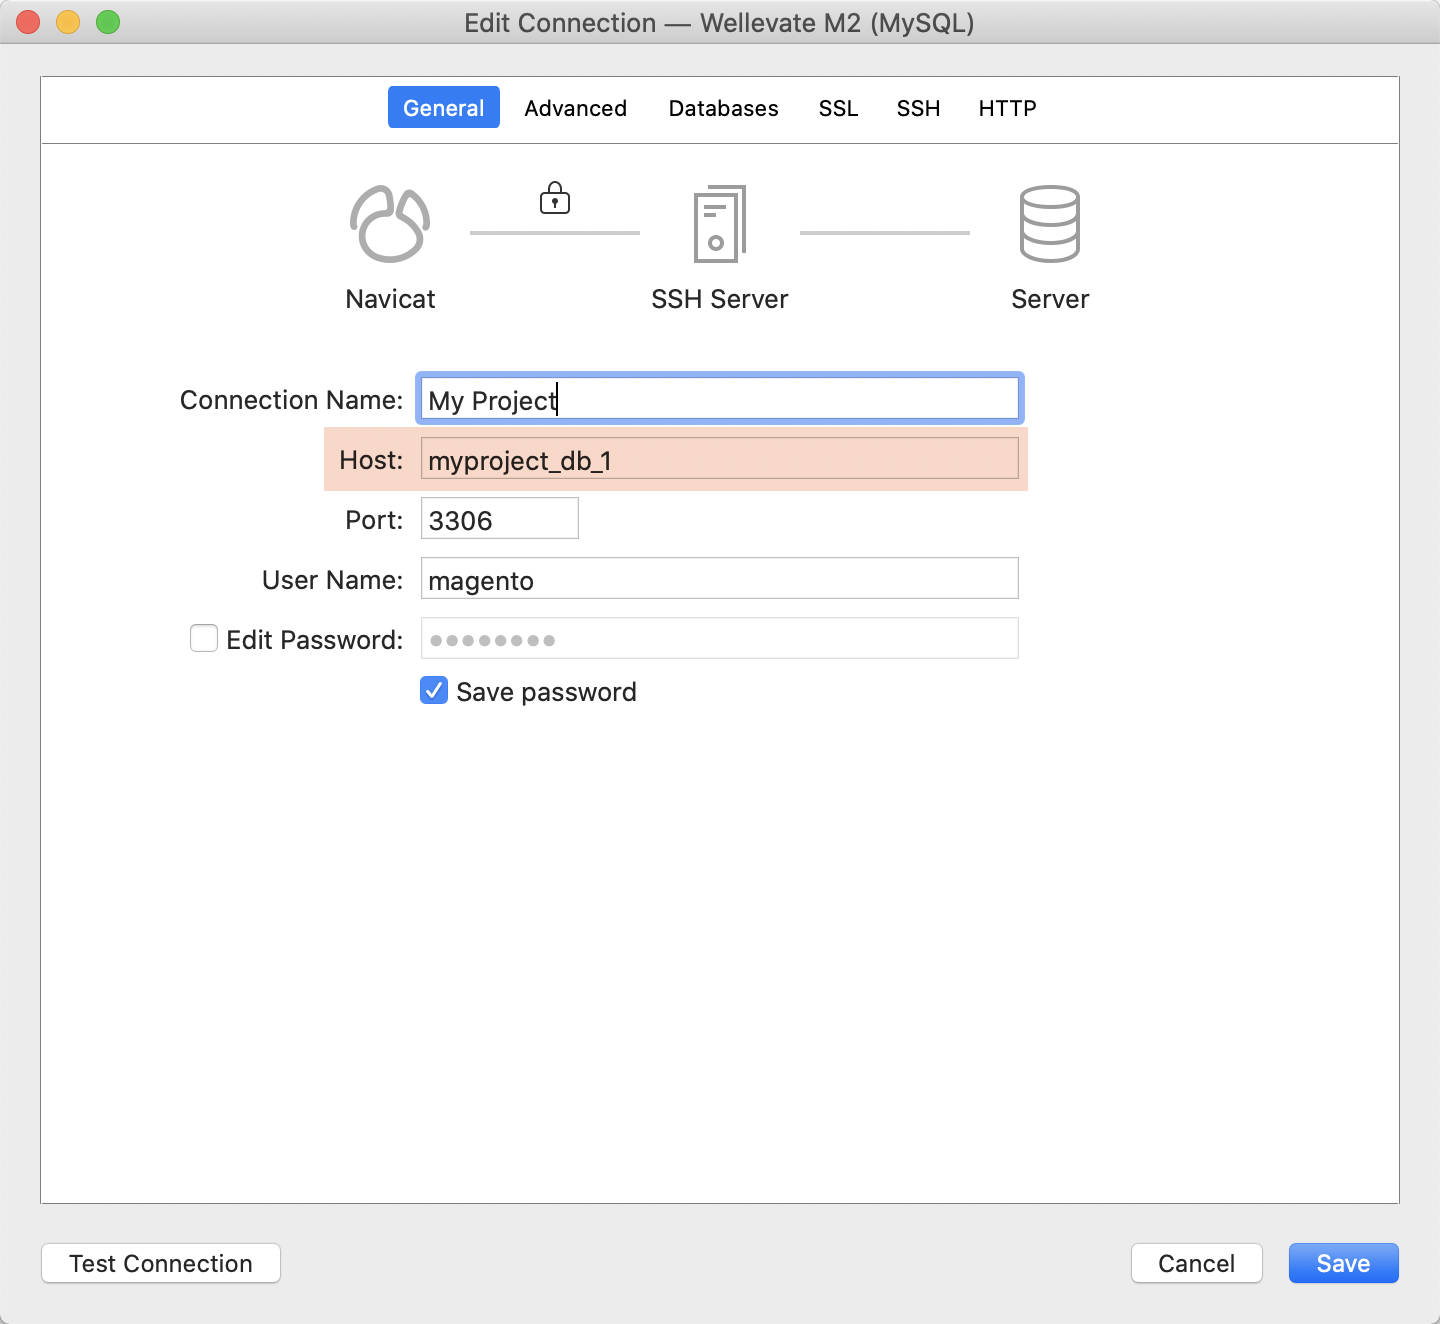 Edit Connection — Wellevate M2 (MySQL)
General Advanced Databases SSL SSH HTTP
Navicat SSH Server Server
Connection Name: My Project
Host: myproject_db_1
Port: 3306
User Name: magento
Edit Password: ••••••••
Save password
Test Connection Cancel Save